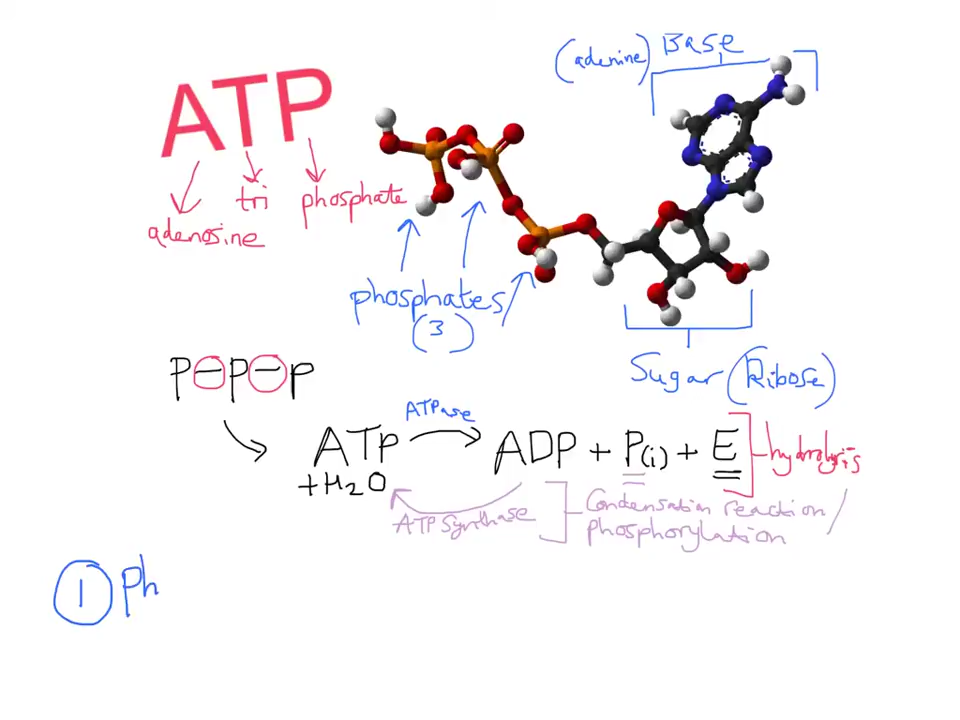 ATP
adenosine
tri
phosphate
(adenine) Base
phosphates
(3)
Sugar (Ribose)
P-P-P
ATPase
ATP
+H2O
ADP + P(i) + E
hydrolysis
ATP Synthase
Condensation reaction /
phosphorylation
1 Ph